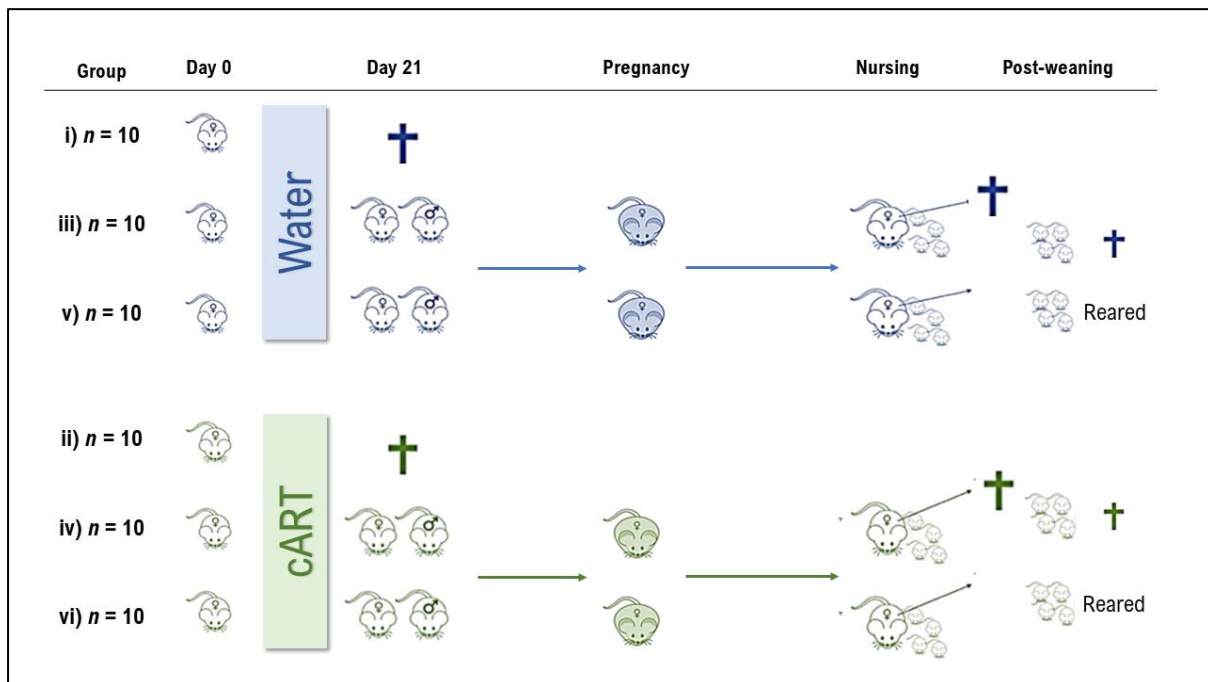 Group Day 0 Day 21 Pregnancy Nursing Post-weaning
i) n = 10
Water
iii) n = 10
v) n = 10
Reared
ii) n = 10
cART
iv) n = 10
vi) n = 10
Reared